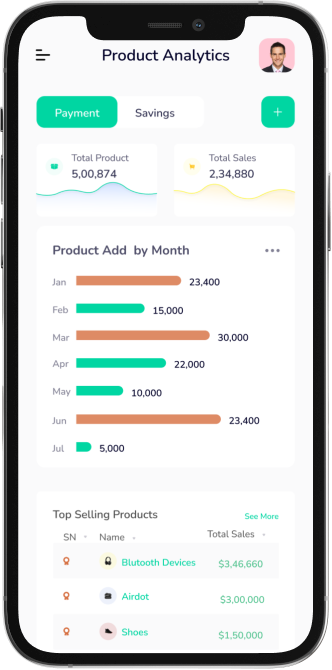 Product Analytics
Payment
Savings
+
Total Product
5,00,874
Total Sales
2,34,880
Product Add by Month
Jan 23,400
Feb 15,000
Mar 30,000
Apr 22,000
May 10,000
Jun 23,400
Jul 5,000
Top Selling Products
See More
SN Name Total Sales
Blutooth Devices $3,46,660
Airdot $3,00,000
Shoes $1,50,000